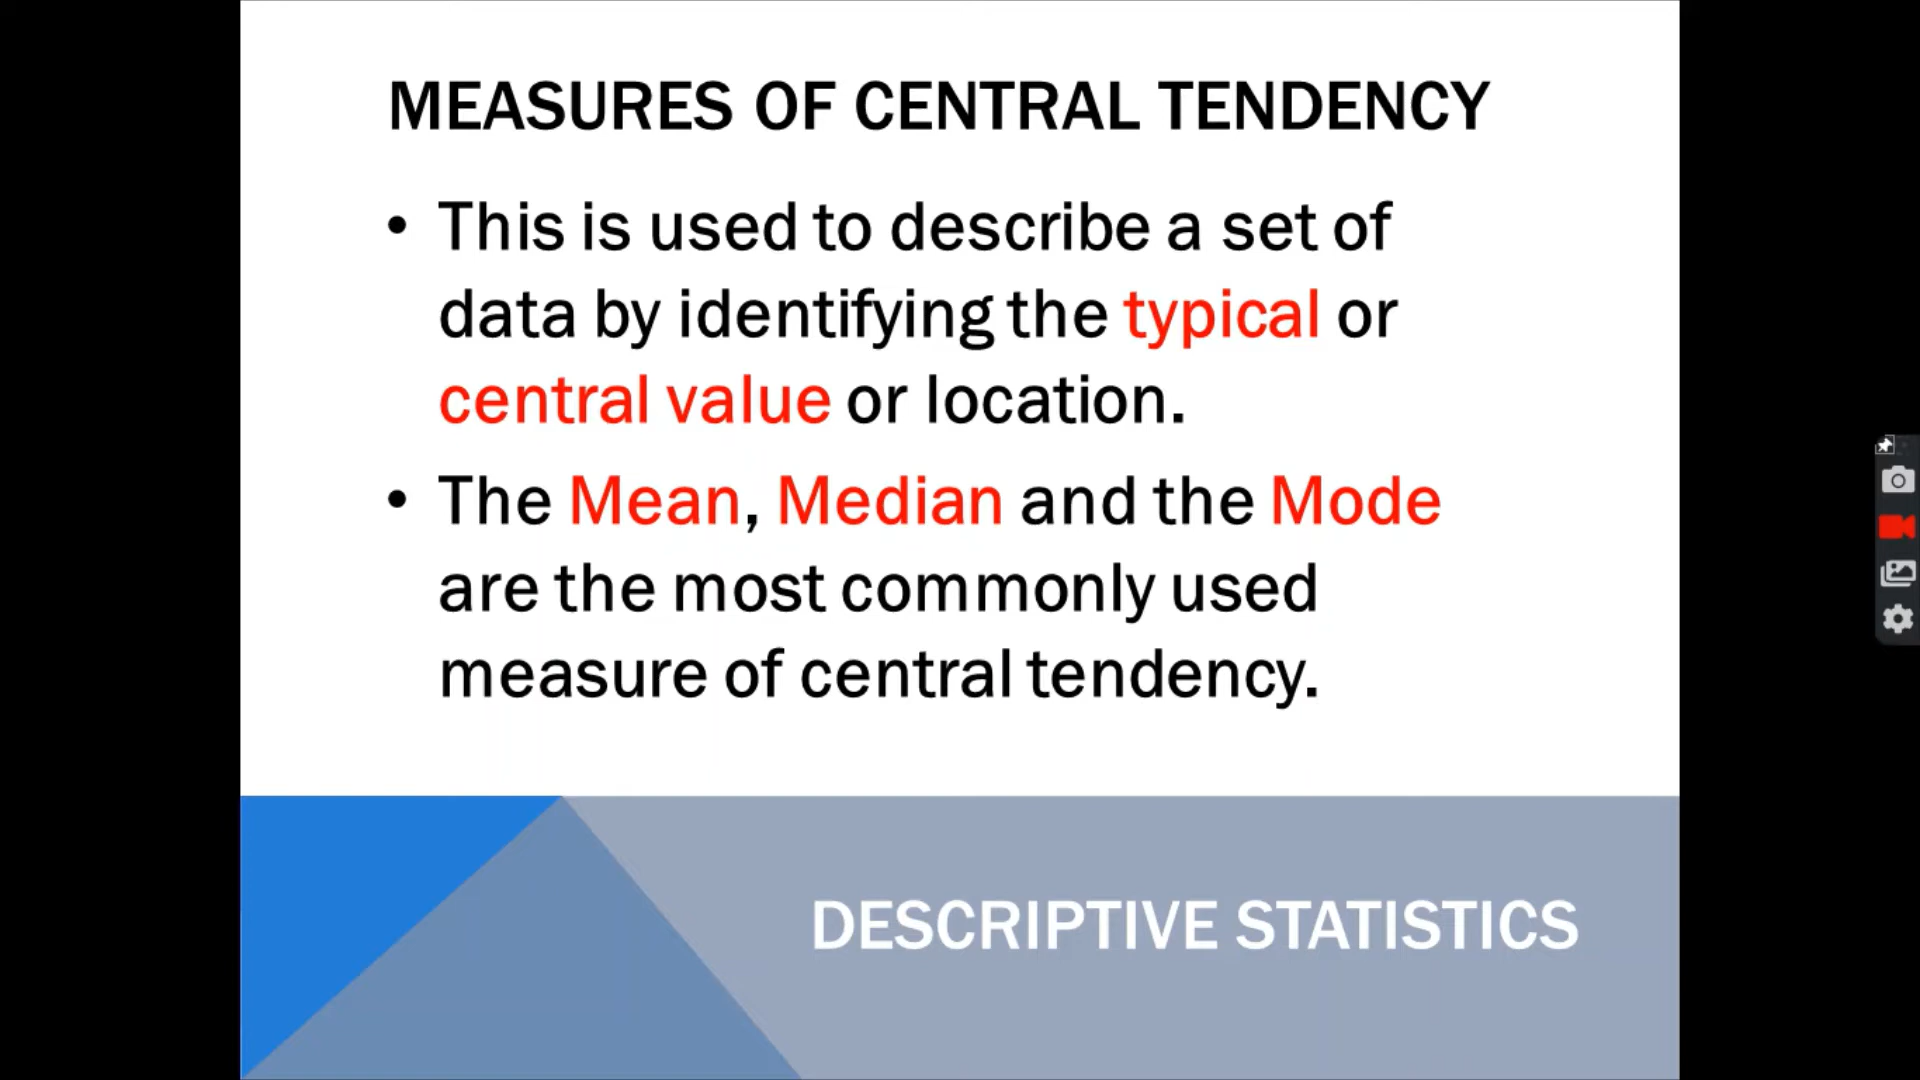 MEASURES OF CENTRAL TENDENCY
• This is used to describe a set of
data by identifying the typical or
central value or location.
• The Mean, Median and the Mode
are the most commonly used
measure of central tendency.
DESCRIPTIVE STATISTICS